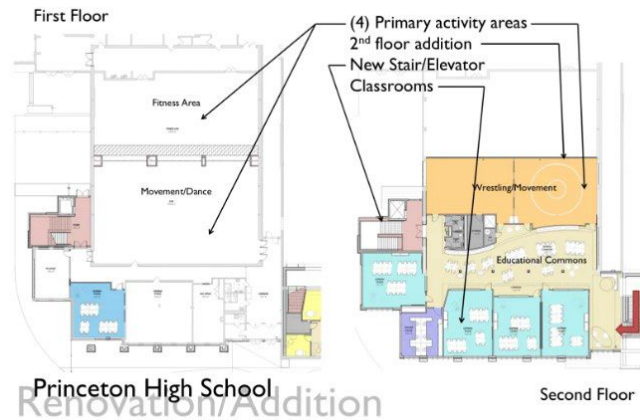 First Floor
(4) Primary activity areas
2nd floor addition
New Stair/Elevator
Classrooms
Fitness Area
Movement/Dance
Wrestling/Movement
Educational Commons
Princeton High School
Renovation/Addition
Second Floor